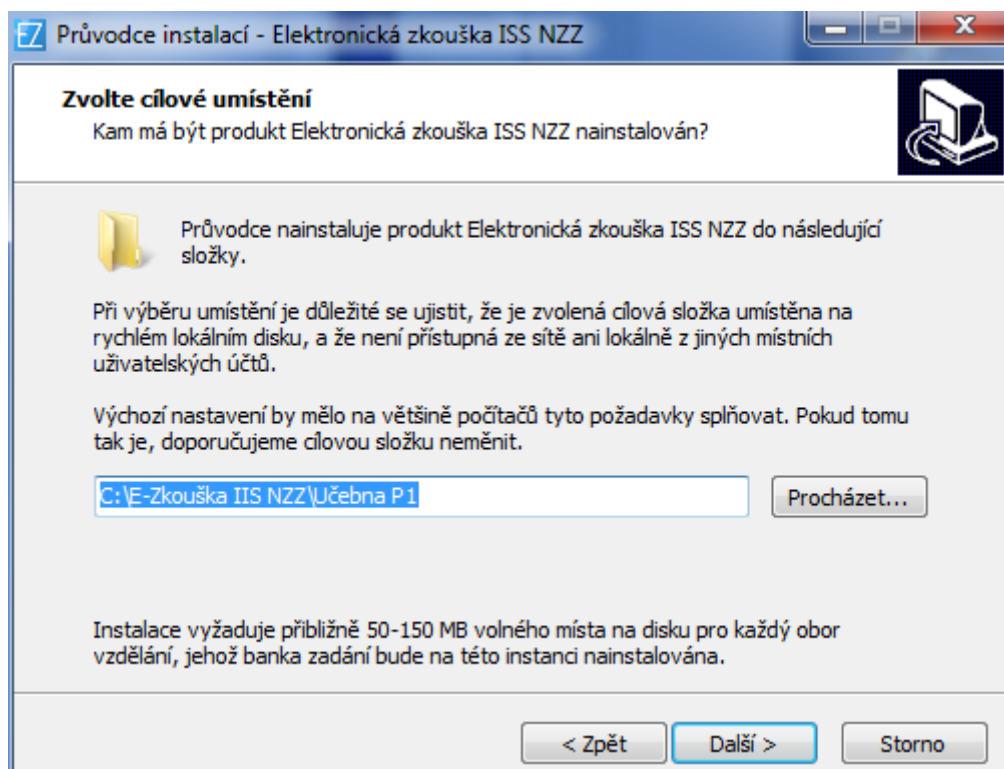 EZ Průvodce instalací - Elektronická zkouška ISS NZZ
Zvolte cílové umístění
Kam má být produkt Elektronická zkouška ISS NZZ nainstalován?
Průvodce nainstaluje produkt Elektronická zkouška ISS NZZ do následující
složky.
Při výběru umístění je důležité se ujistit, že je zvolená cílová složka umístěna na
rychlém lokálním disku, a že není přístupná ze sítě ani lokálně z jiných místních
uživatelských účtů.
Výchozí nastavení by mělo na většině počítačů tyto požadavky splňovat. Pokud tomu
tak je, doporučujeme cílovou složku neměnit.
C:\E-Zkouška IIS NZZ\Učebna P1
Procházet...
Instalace vyžaduje přibližně 50-150 MB volného místa na disku pro každý obor
vzdělání, jehož banka zadání bude na této instanci nainstalována.
< Zpět
Další >
Storno